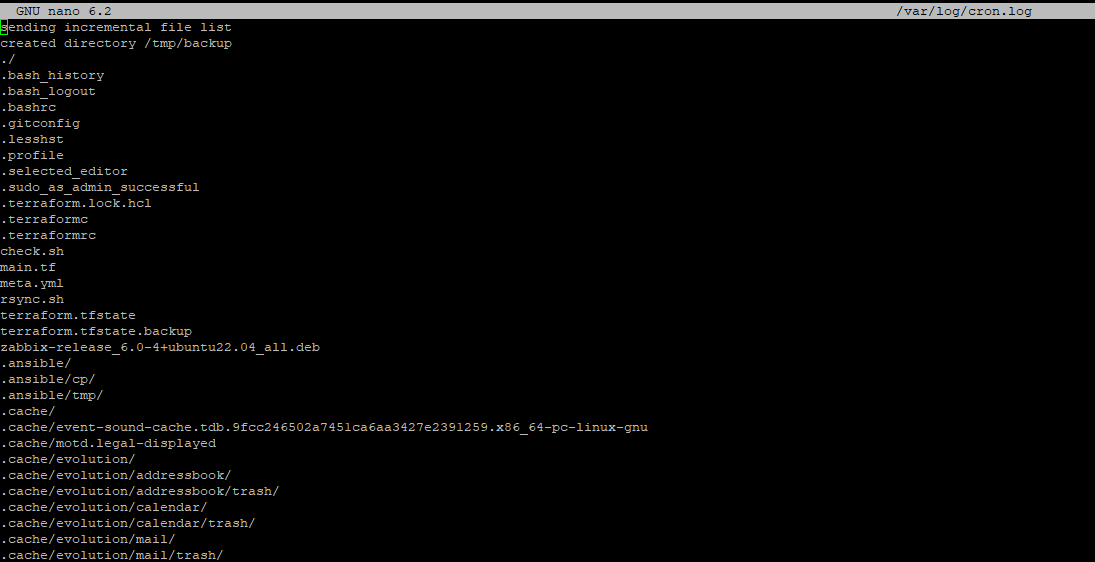 GNU nano 6.2 /var/log/cron.log
sending incremental file list
created directory /tmp/backup
./
.bash_history
.bash_logout
.bashrc
.gitconfig
.lesshst
.profile
.selected_editor
.sudo_as_admin_successful
.terraform.lock.hcl
.terraformc
.terraformrc
check.sh
main.tf
meta.yml
rsync.sh
terraform.tfstate
terraform.tfstate.backup
zabbix-release_6.0-4+ubuntu22.04_all.deb
.ansible/
.ansible/cp/
.ansible/tmp/
.cache/
.cache/event-sound-cache.tdb.9fcc246502a7451ca6aa3427e2391259.x86_64-pc-linux-gnu
.cache/motd.legal-displayed
.cache/evolution/
.cache/evolution/addressbook/
.cache/evolution/addressbook/trash/
.cache/evolution/calendar/
.cache/evolution/calendar/trash/
.cache/evolution/mail/
.cache/evolution/mail/trash/